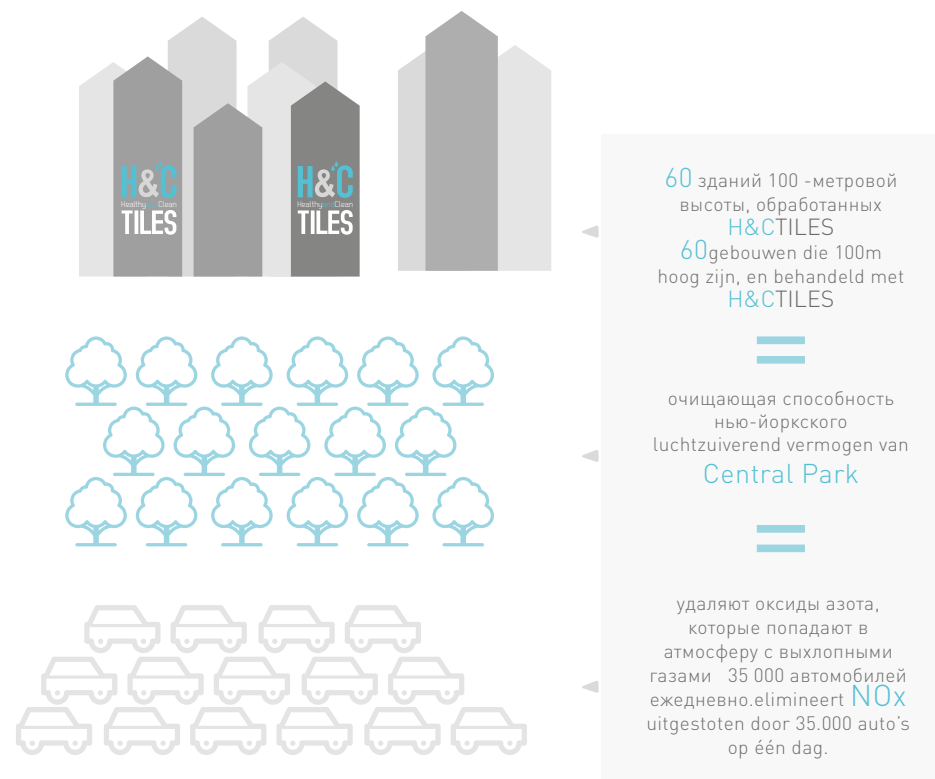 H&C
HealthyandClean
TILES
H&C
HealthyandClean
TILES
60 зданий 100 -метровой
высоты, обработанных
H&CTILES
60gebouwen die 100m
hoog zijn, en behandeld met
H&CTILES
=
очищающая способность
нью-йоркского
luchtzuiverend vermogen van
Central Park
=
удаляют оксиды азота,
которые попадают в
атмосферу с выхлопными
газами 35 000 автомобилей
ежедневно.elimineert NOx
uitgestoten door 35.000 auto's
op één dag.